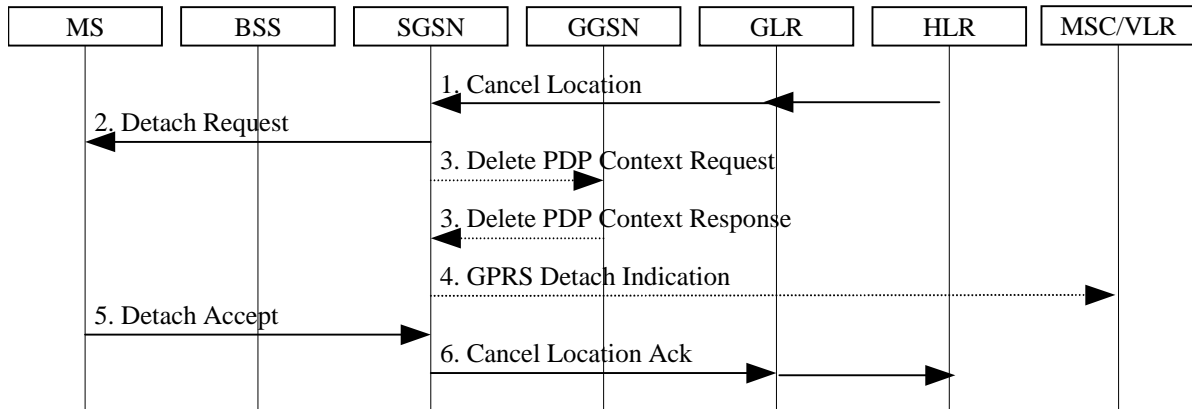 MS BSS SGSN GGSN GLR HLR MSC/VLR
1. Cancel Location
2. Detach Request
3. Delete PDP Context Request
3. Delete PDP Context Response
4. GPRS Detach Indication
5. Detach Accept
6. Cancel Location Ack